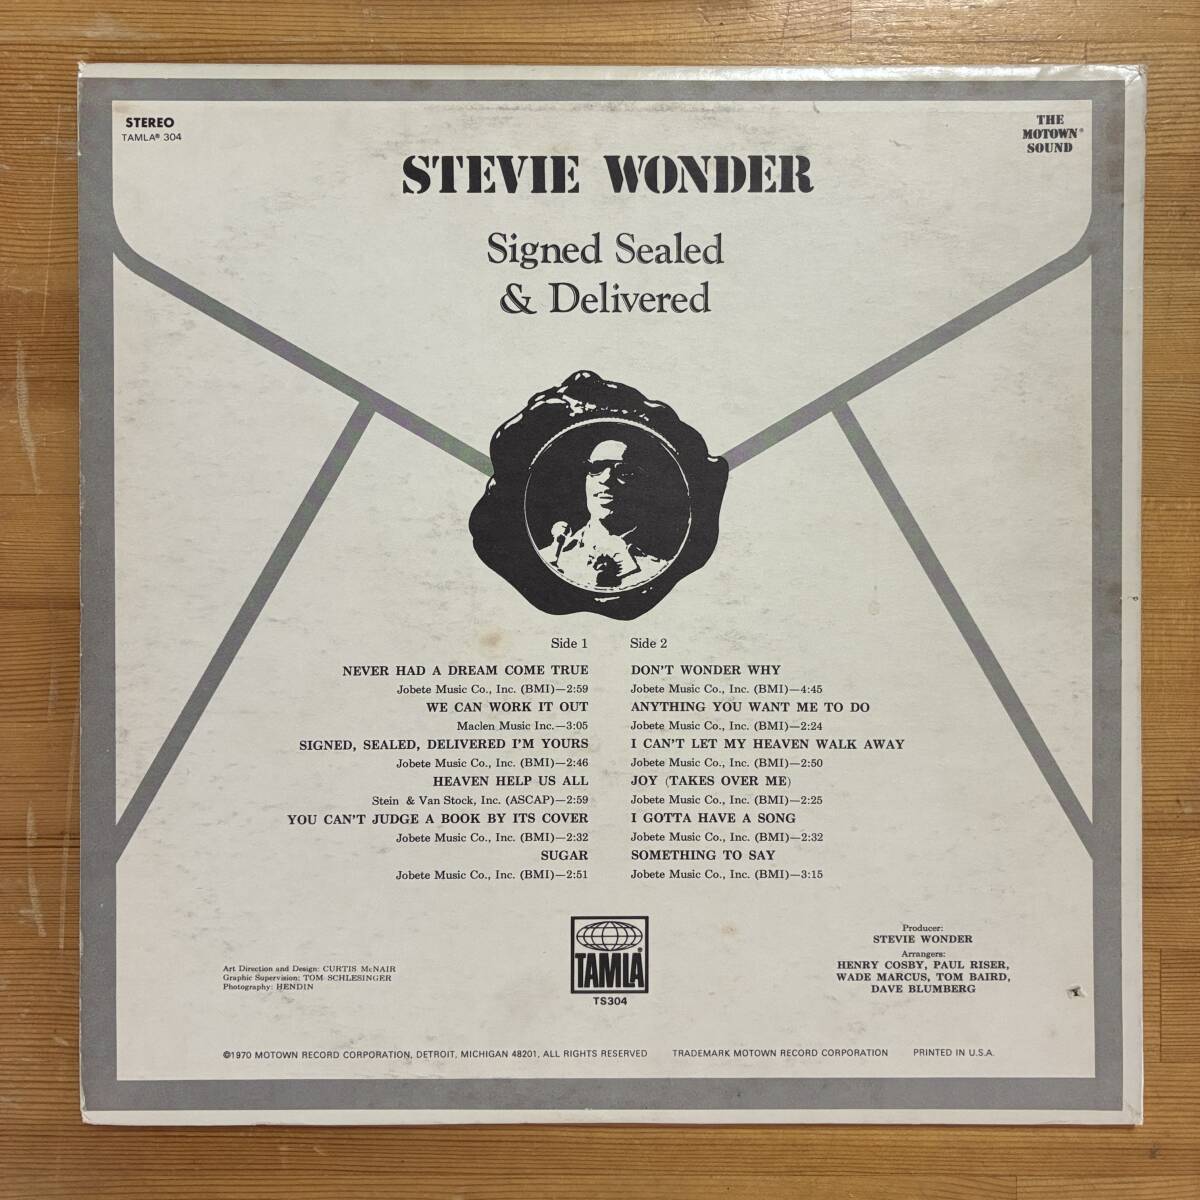 STEREO
TAMLA® 304
THE
MOTOWN®
SOUND
STEVIE WONDER
Signed Sealed
& Delivered
Side 1
NEVER HAD A DREAM COME TRUE
Jobete Music Co., Inc. (BMI)—2:59
WE CAN WORK IT OUT
Maclen Music Inc.—3:05
SIGNED, SEALED, DELIVERED I'M YOURS
Jobete Music Co., Inc. (BMI)—2:46
HEAVEN HELP US ALL
Stein & Van Stock, Inc. (ASCAP)—2:59
YOU CAN'T JUDGE A BOOK BY ITS COVER
Jobete Music Co., Inc. (BMI)—2:32
SUGAR
Jobete Music Co., Inc. (BMI)—2:51
Side 2
DON'T WONDER WHY
Jobete Music Co., Inc. (BMI)—4:45
ANYTHING YOU WANT ME TO DO
Jobete Music Co., Inc. (BMI)—2:24
I CAN'T LET MY HEAVEN WALK AWAY
Jobete Music Co., Inc. (BMI)—2:50
JOY (TAKES OVER ME)
Jobete Music Co., Inc. (BMI)—2:25
I GOTTA HAVE A SONG
Jobete Music Co., Inc. (BMI)—2:32
SOMETHING TO SAY
Jobete Music Co., Inc. (BMI)—3:15
Art Direction and Design: CURTIS McNAIR
Graphic Supervision: TOM SCHLESINGER
Photography: HENDIN
TAMLA®
TS304
Producer:
STEVIE WONDER
Arrangers:
HENRY COSBY, PAUL RISER,
WADE MARCUS, TOM BAIRD,
DAVE BLUMBERG
©1970 MOTOWN RECORD CORPORATION, DETROIT, MICHIGAN 48201, ALL RIGHTS RESERVED TRADEMARK MOTOWN RECORD CORPORATION PRINTED IN U.S.A.